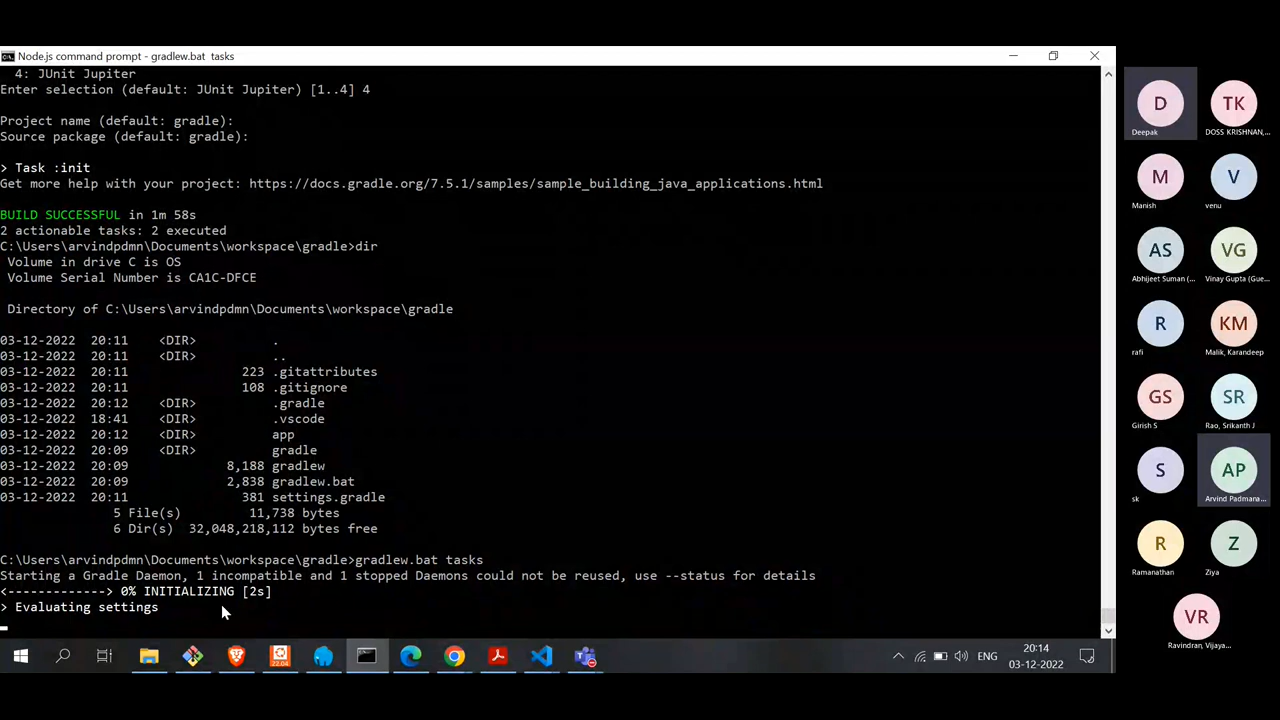 Node.js command prompt - gradlew.bat  tasks
4: JUnit Jupiter
Enter selection (default: JUnit Jupiter) [1..4] 4
Project name (default: gradle):
Source package (default: gradle):
> Task :init
Get more help with your project: https://docs.gradle.org/7.5.1/samples/sample_building_java_applications.html
BUILD SUCCESSFUL in 1m 58s
2 actionable tasks: 2 executed
C:\Users\arvindpdmn\Documents\workspace\gradle>dir
Volume in drive C is OS
Volume Serial Number is CA1C-DFCE
Directory of C:\Users\arvindpdmn\Documents\workspace\gradle
03-12-2022  20:11    <DIR>          .
03-12-2022  20:11    <DIR>          ..
03-12-2022  20:11               223 .gitattributes
03-12-2022  20:11               108 .gitignore
03-12-2022  20:12    <DIR>          .gradle
03-12-2022  18:41    <DIR>          .vscode
03-12-2022  20:12    <DIR>          app
03-12-2022  20:09    <DIR>          gradle
03-12-2022  20:09             8,188 gradlew
03-12-2022  20:09             2,838 gradlew.bat
03-12-2022  20:11               381 settings.gradle
5 File(s)         11,738 bytes
6 Dir(s)  32,048,218,112 bytes free
C:\Users\arvindpdmn\Documents\workspace\gradle>gradlew.bat tasks
Starting a Gradle Daemon, 1 incompatible and 1 stopped Daemons could not be reused, use --status for details
<-------------> 0% INITIALIZING [2s]
> Evaluating settings
D
Deepak
TK
DOSS KRISHNAN,...
M
Manish
V
venu
AS
Abhijeet Suman (...
VG
Vinay Gupta (Gue...
R
rafi
KM
Malik, Karandeep
GS
Girish S
SR
Rao, Srikanth J
S
sk
AP
Arvind Padmana...
R
Ramanathan
Z
Ziya
VR
Ravindran, Vijaya...
22.04
ENG
20:14
03-12-2022